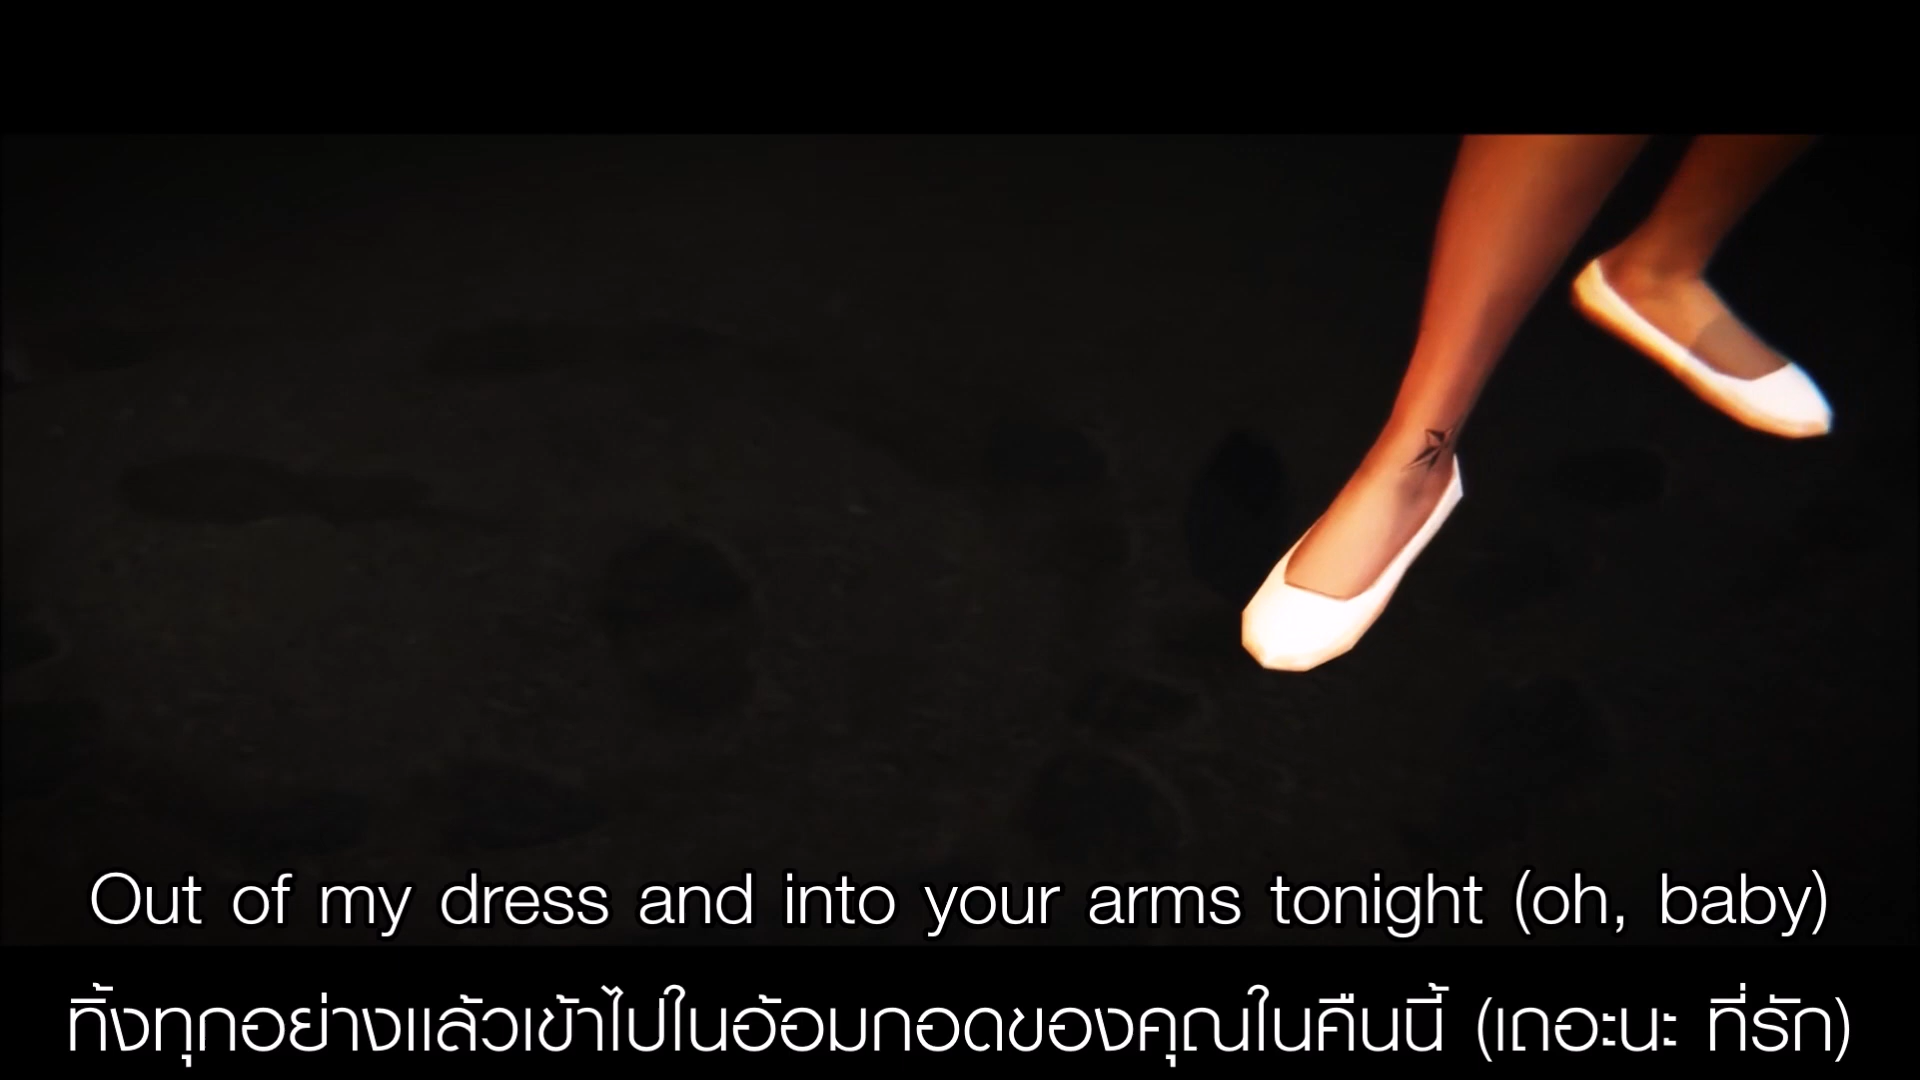 Out of my dress and into your arms tonight (oh, baby)
ทิ้งทุกอย่างแล้วเข้าไปในอ้อมกอดของคุณในคืนนี้ (เถอะนะ ที่รัก)